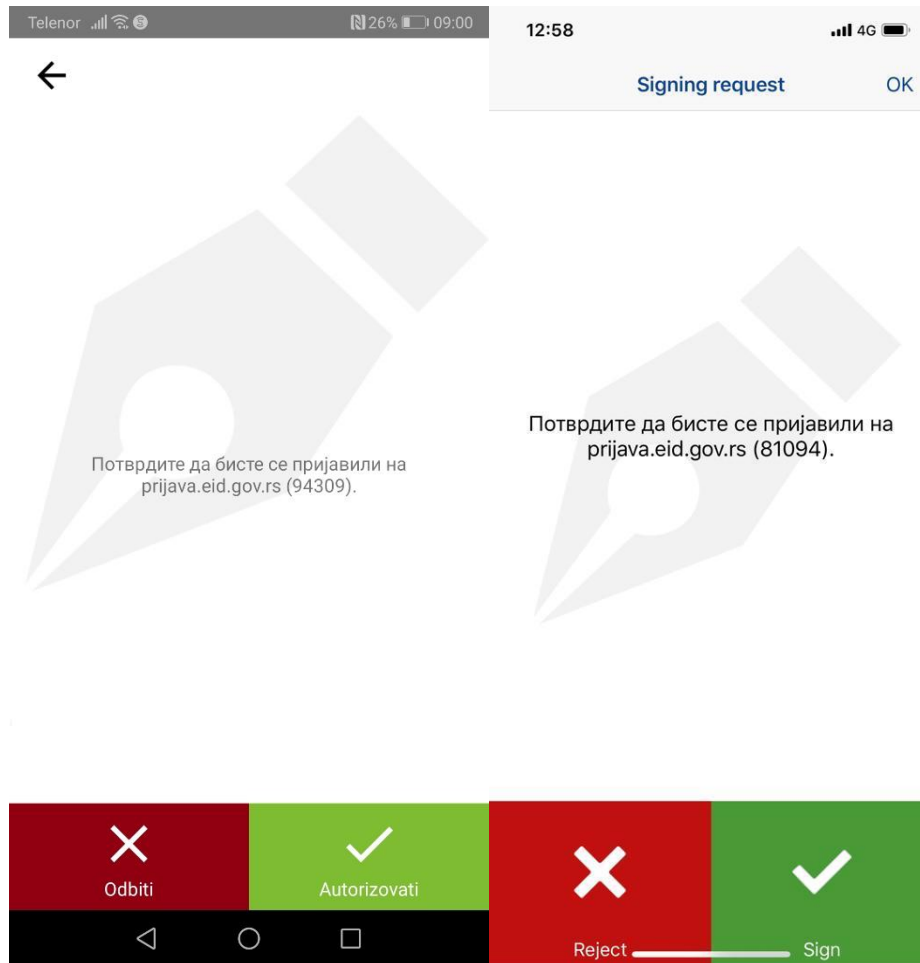 Telenor 26% 09:00
Потврдите да бисте се пријавили на
prijava.eid.gov.rs (94309).
Odbiti Autorizovati
12:58 4G
Signing request OK
Потврдите да бисте се пријавили на
prijava.eid.gov.rs (81094).
Reject Sign